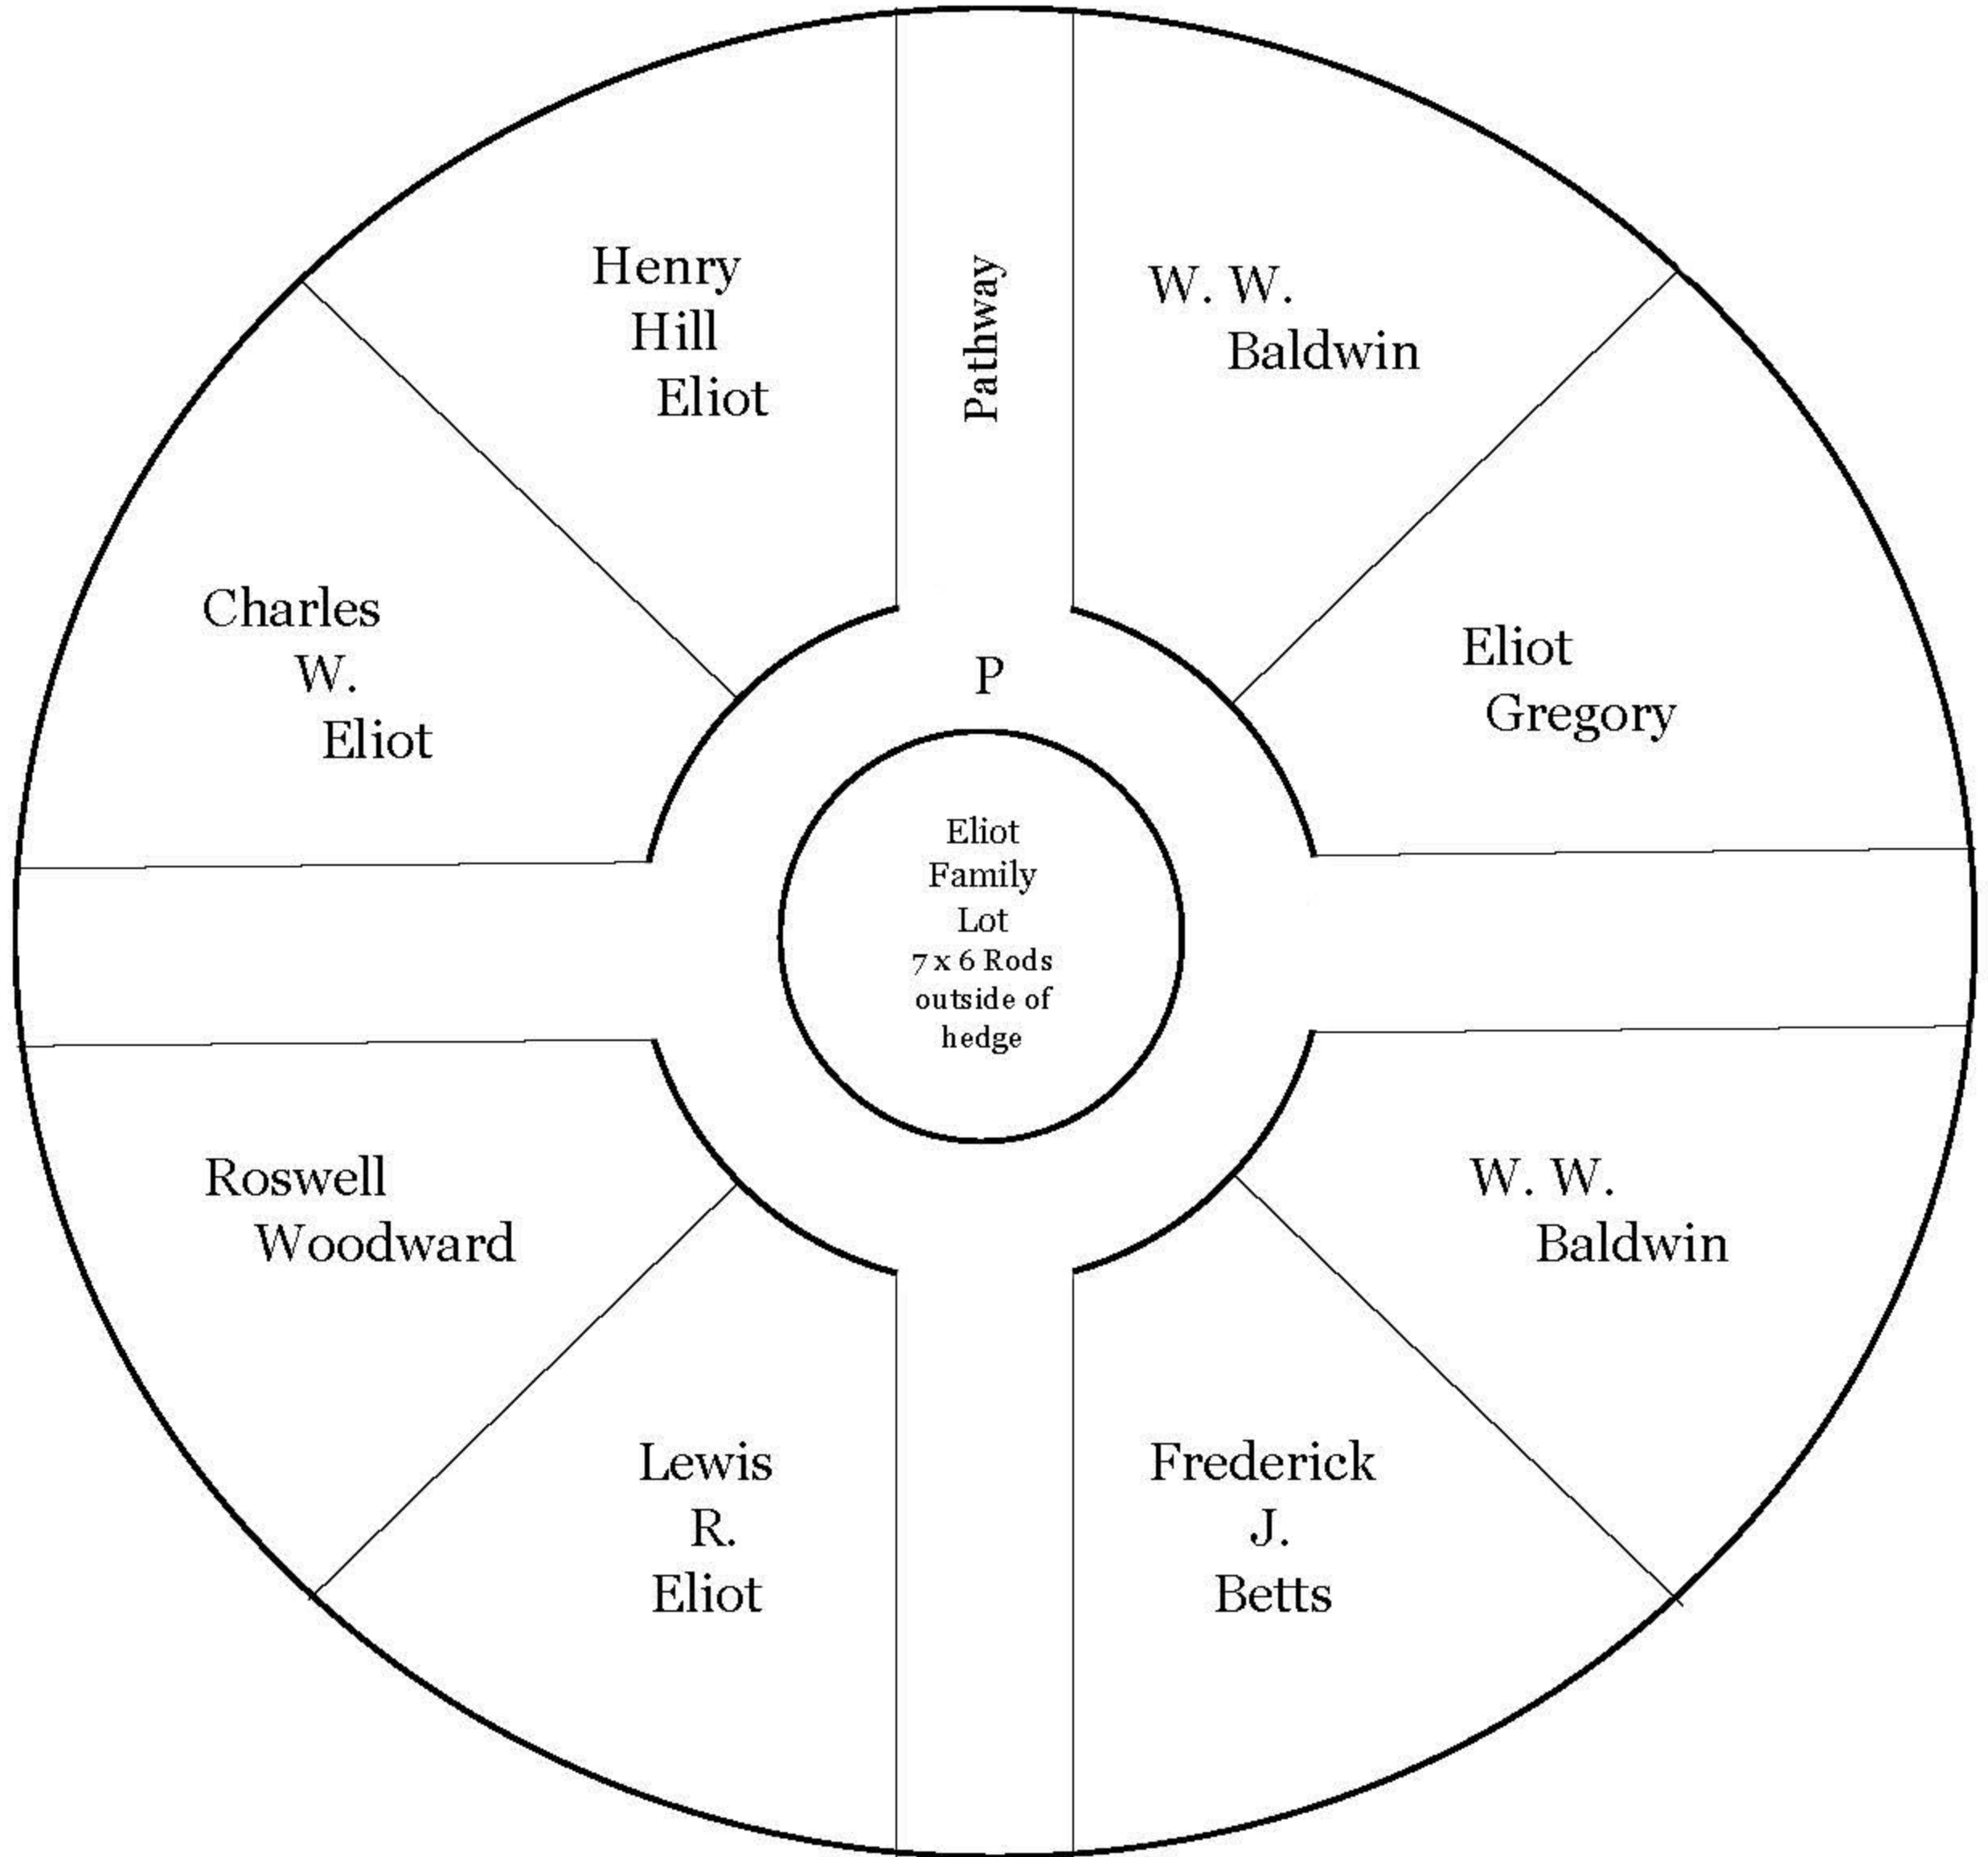 Henry
Hill
Eliot
Pathway
W. W.
Baldwin
Charles
W.
Eliot
P
Eliot
Gregory
Eliot
Family
Lot
7 x 6 Rods
outside of
hedge
Roswell
Woodward
W. W.
Baldwin
Lewis
R.
Eliot
Frederick
J.
Betts